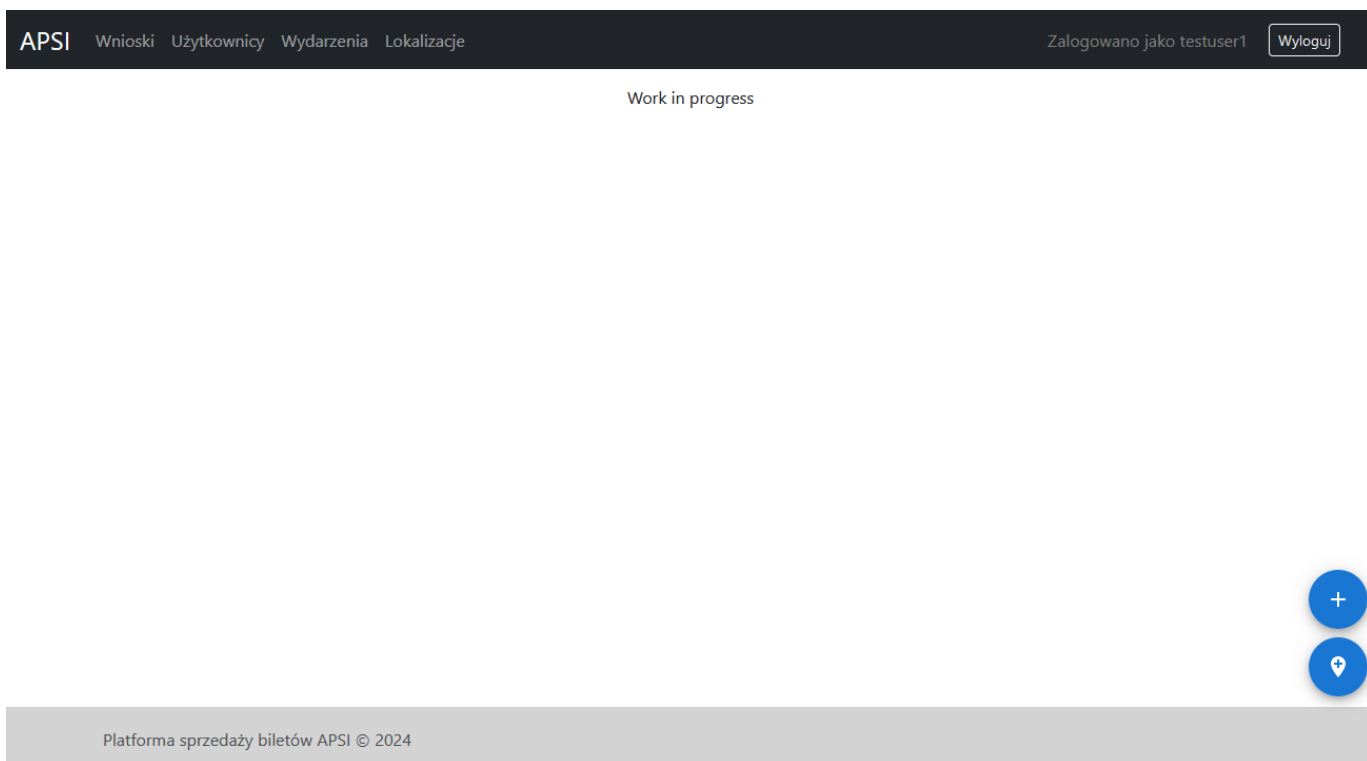 APSI Wnioski Użytkownicy Wydarzenia Lokalizacje Zalogowano jako testuser1 Wyloguj
Work in progress
Platforma sprzedaży biletów APSI © 2024